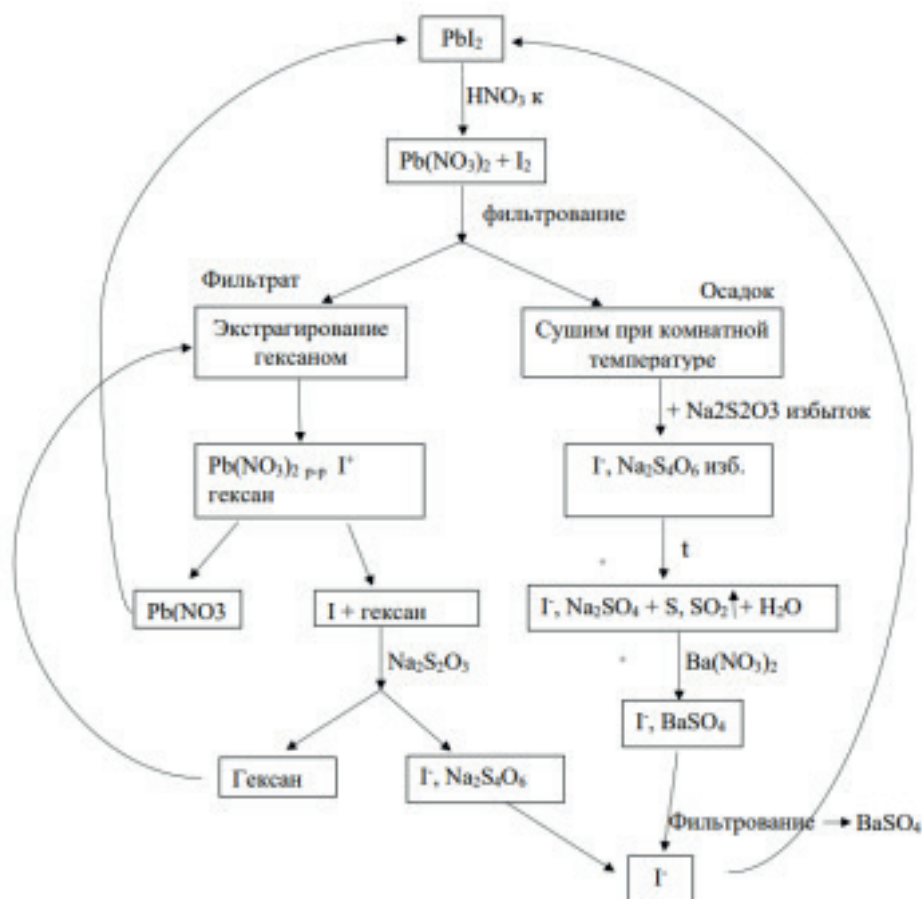 PbI₂
HNO₃ к
Pb(NO₃)₂ + I₂
фильтрование
Фильтрат
Осадок
Экстрагирование
гексаном
Сушим при комнатной
температуре
+ Na2S2O3 избыток
Pb(NO₃)₂ р-р I⁺
гексан
I⁻, Na₂S₄O₆ изб.
t
Pb(NO3
I + гексан
I⁻, Na₂SO₄ + S, SO₂ + H₂O
Na₂S₂O₃
Ba(NO₃)₂
I⁻, BaSO₄
Гексан
I⁻, Na₂S₄O₆
Фильтрование → BaSO₄
I⁻